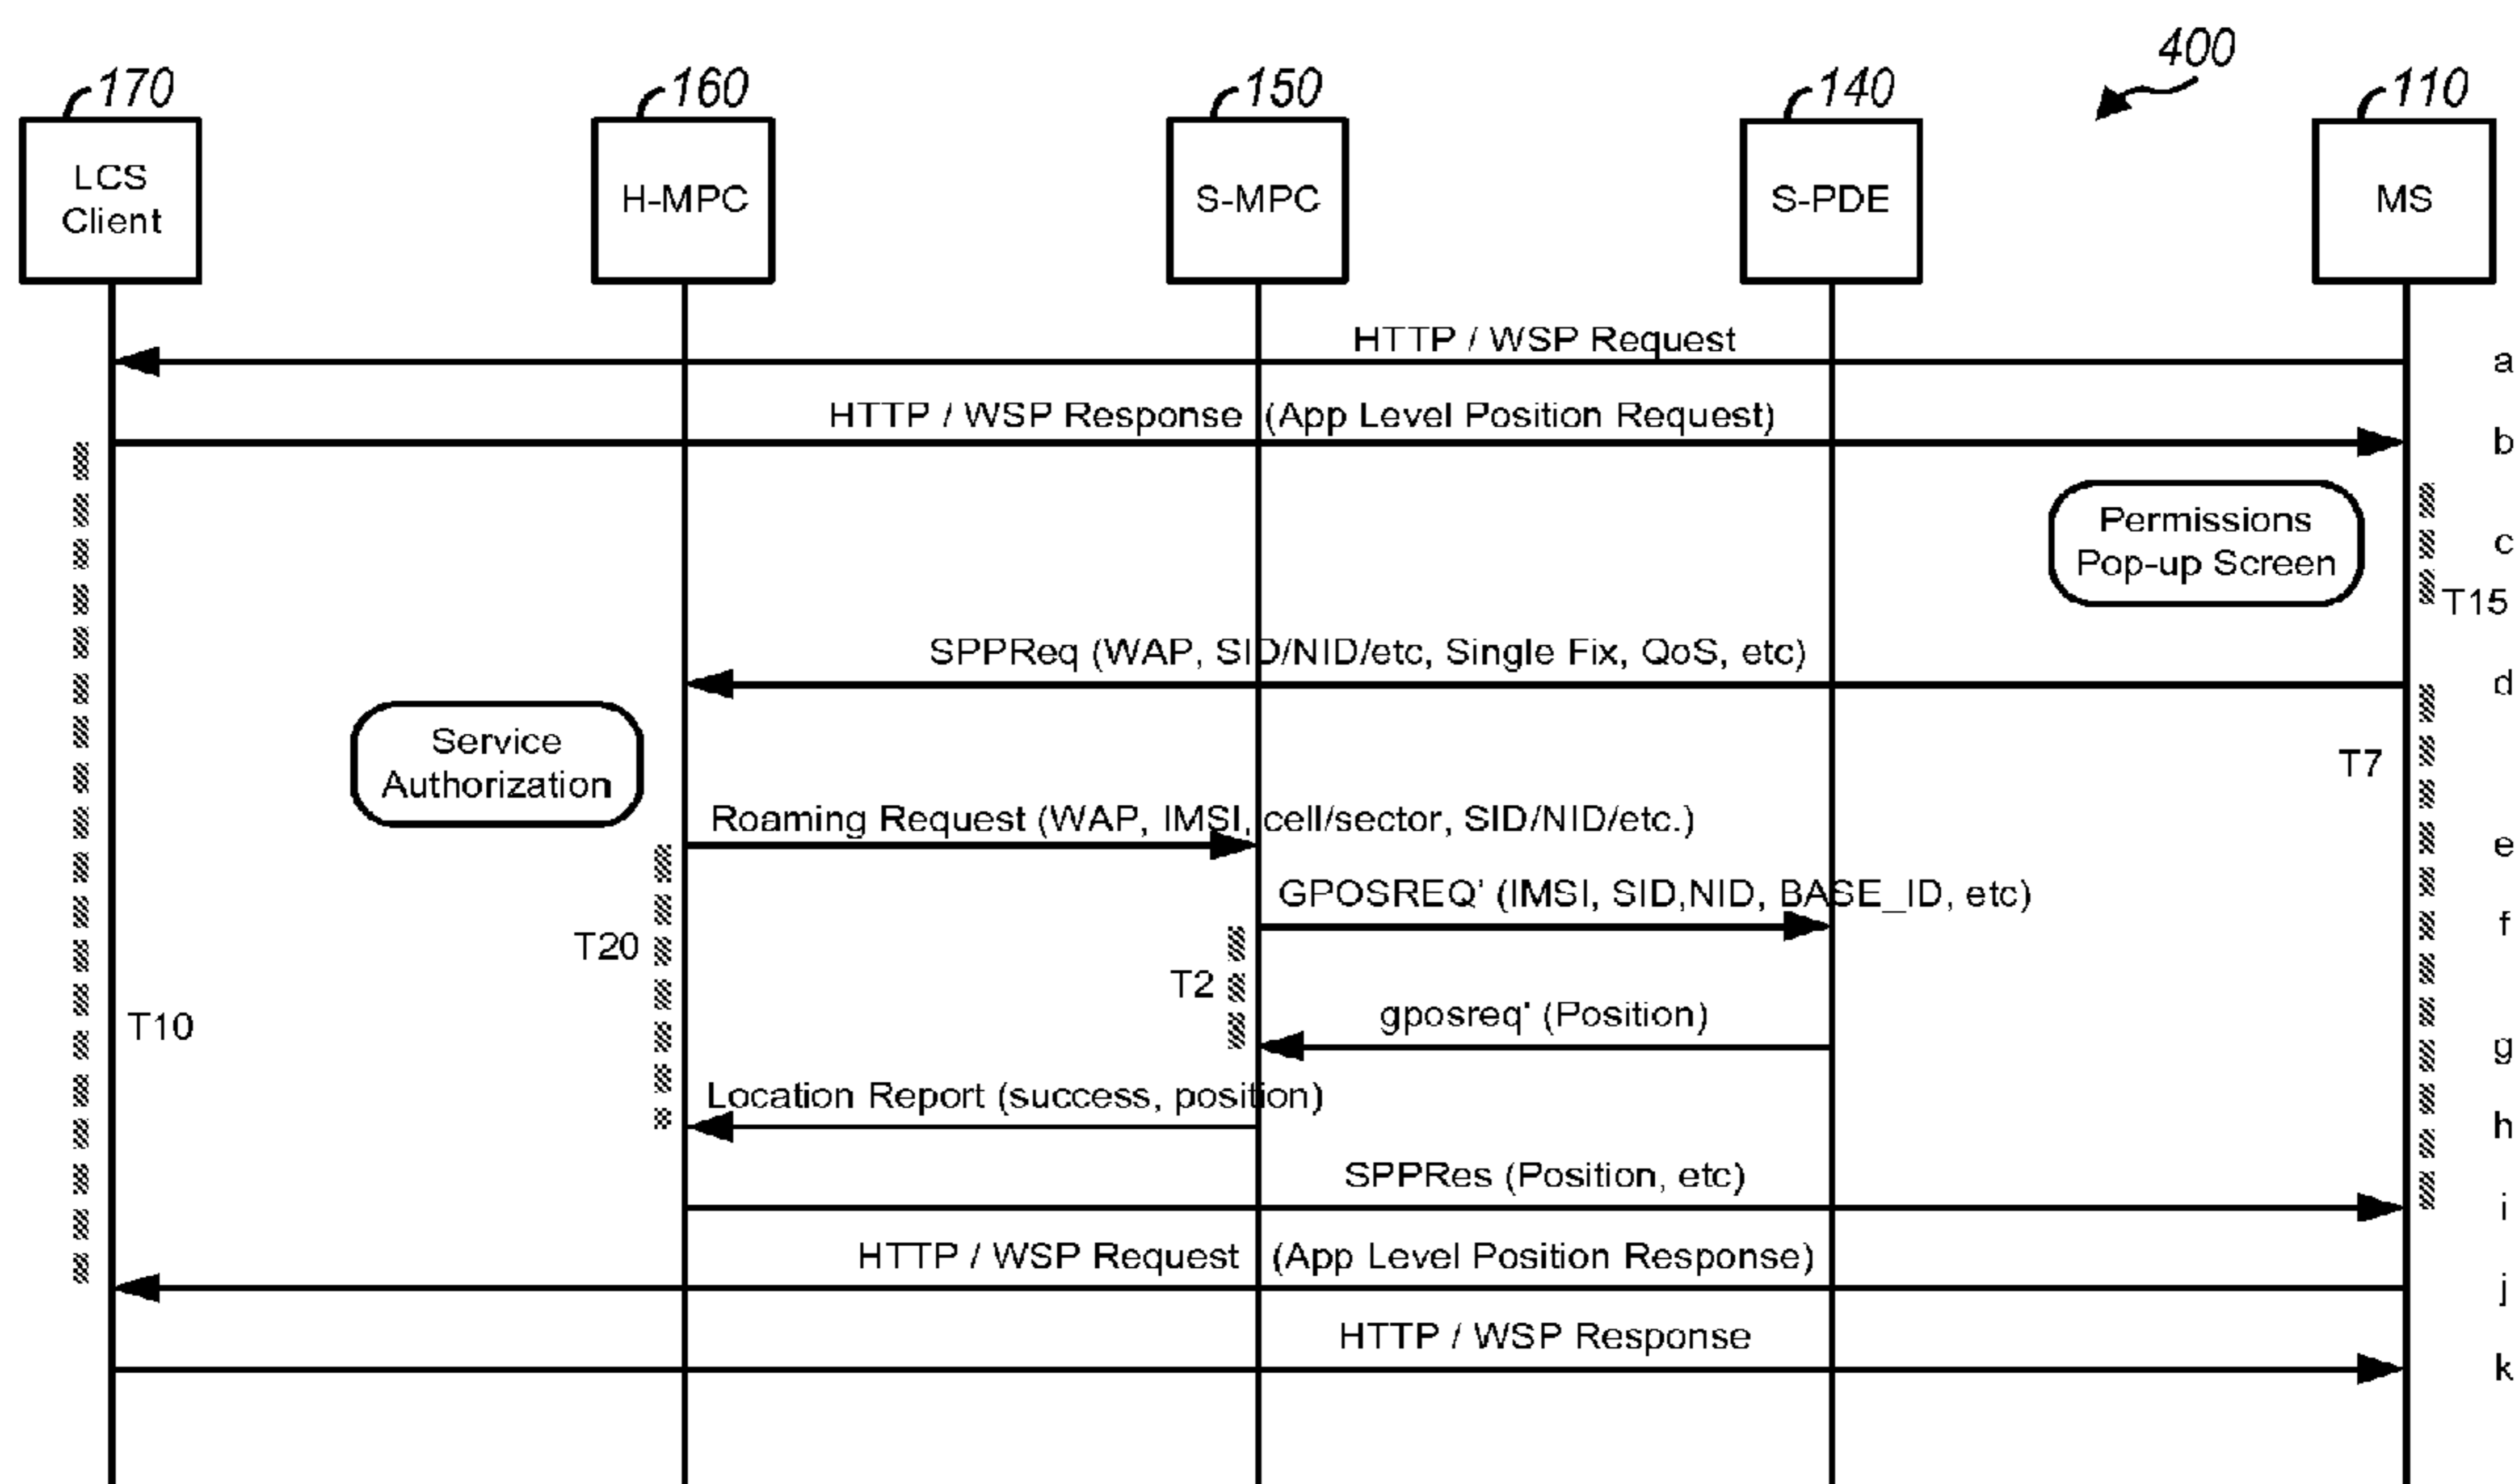 400
170
160
150
140
110
LCS
Client
H-MPC
S-MPC
S-PDE
MS
HTTP / WSP Request
a
HTTP / WSP Response (App Level Position Request)
b
Permissions
Pop-up Screen
c
T15
SPPReq (WAP, SID/NID/etc, Single Fix, QoS, etc)
d
Service
Authorization
T7
Roaming Request (WAP, IMSI, cell/sector, SID/NID/etc.)
e
GPOSREQ' (IMSI, SID,NID, BASE_ID, etc)
f
T20
T2
gposreq' (Position)
T10
g
Location Report (success, position)
h
SPPRes (Position, etc)
i
HTTP / WSP Request (App Level Position Response)
j
HTTP / WSP Response
k